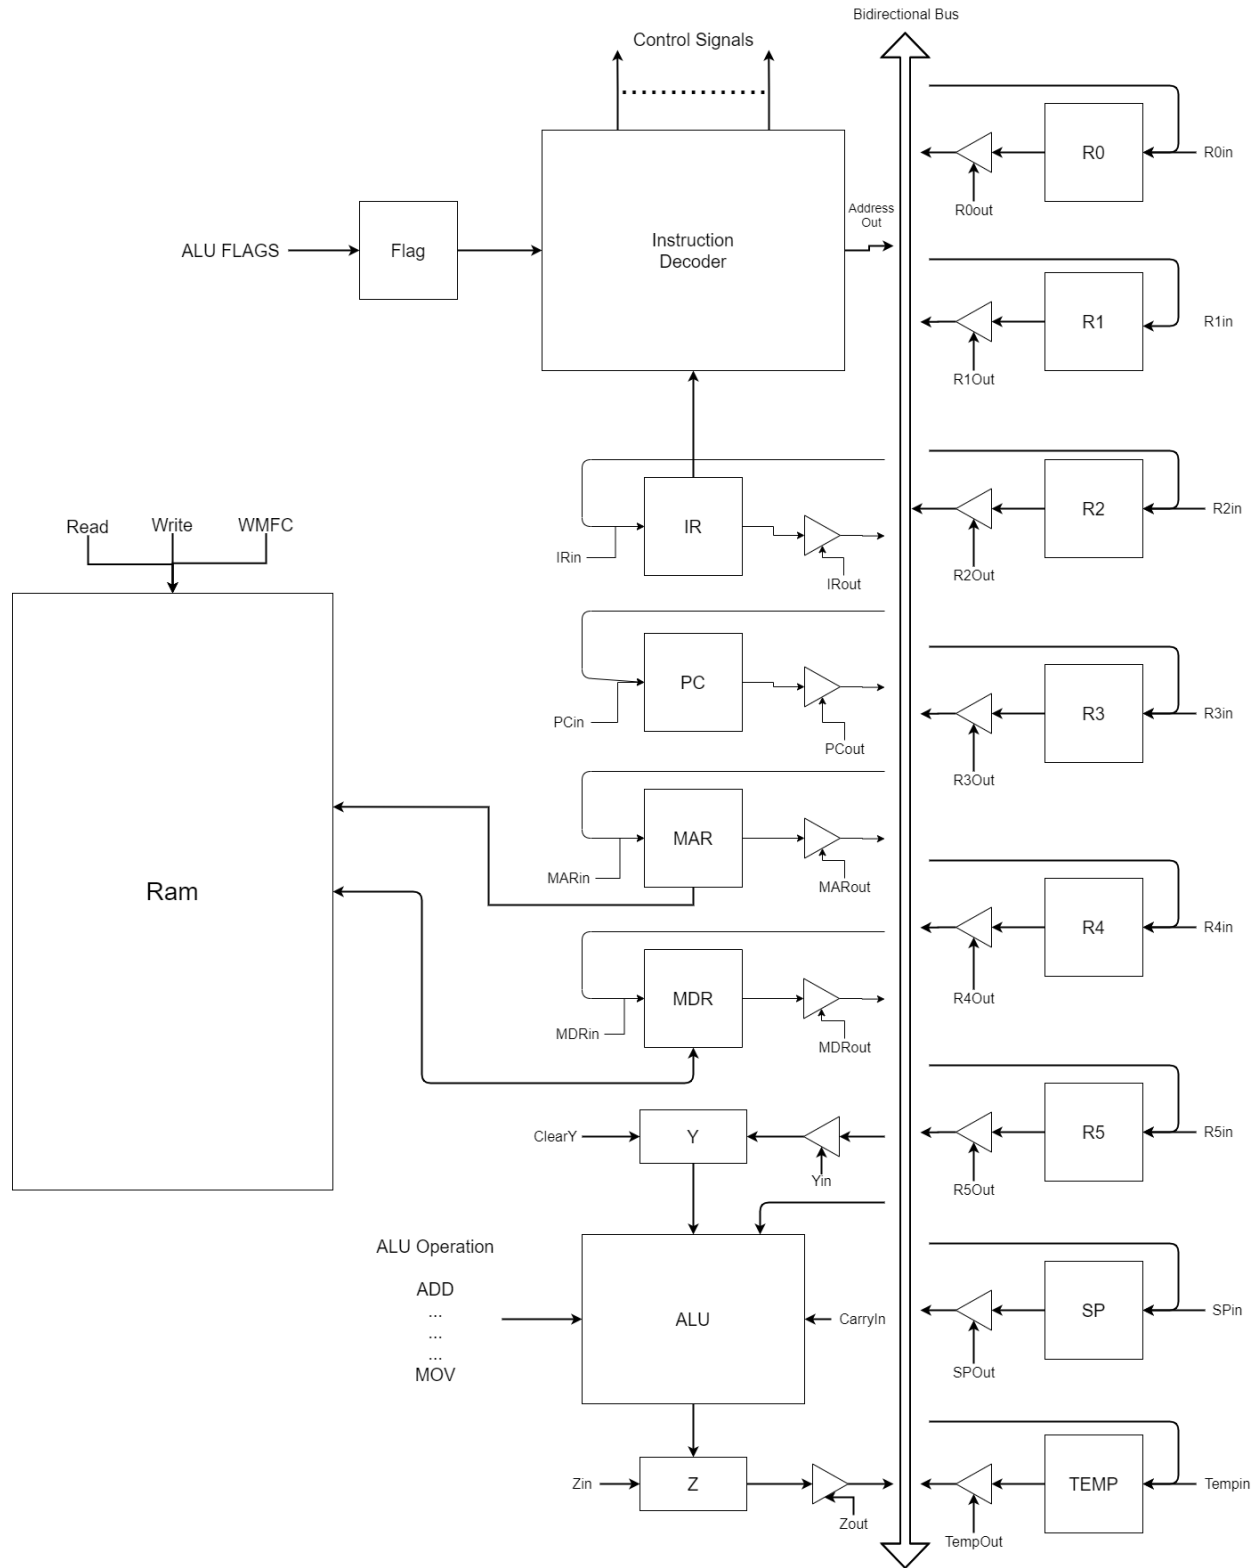 Bidirectional Bus
Control Signals
R0
R0in
R0out
Address
Out
ALU FLAGS
Flag
Instruction
Decoder
R1
R1in
R1Out
Read
Write
WMFC
IR
IRin
IRout
R2
R2in
R2Out
PC
PCin
PCout
R3
R3in
R3Out
Ram
MAR
MARin
MARout
R4
R4in
R4Out
MDR
MDRin
MDRout
ClearY
Y
Yin
R5
R5in
R5Out
ALU Operation
ADD
...
...
...
MOV
ALU
CarryIn
SP
SPin
SPOut
Zin
Z
Zout
TEMP
Tempin
TempOut